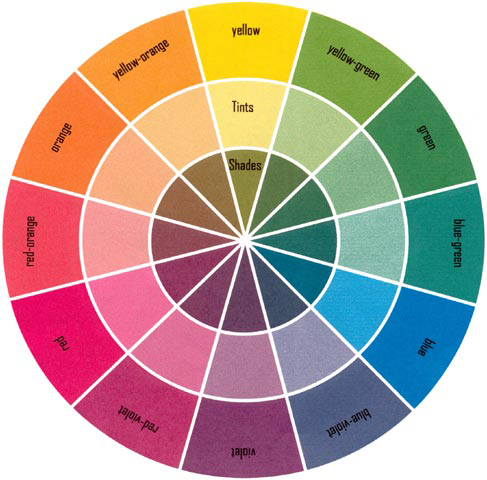 yellow
yellow-green
green
blue-green
blue
blue-violet
violet
red-violet
red
red-orange
orange
yellow-orange
Tints
Shades